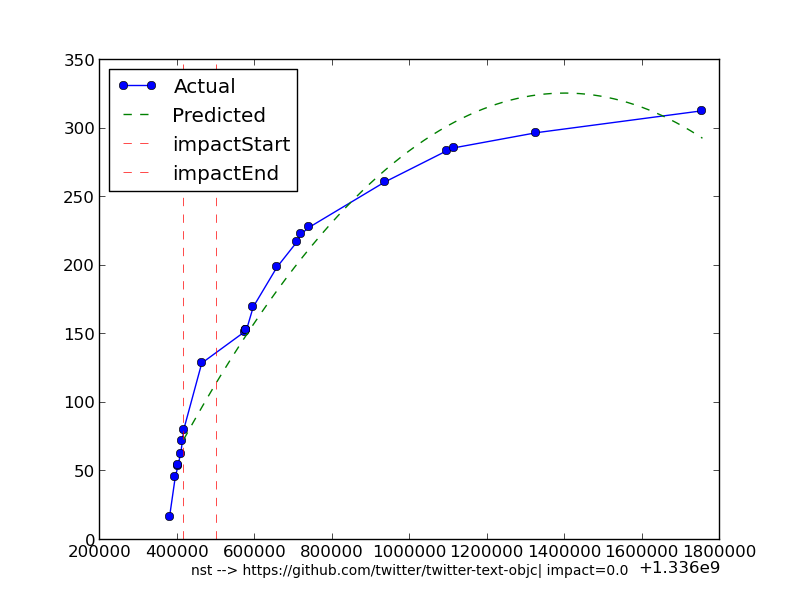 350
300
250
200
150
100
50
0
Actual
Predicted
impactStart
impactEnd
200000 400000 600000 800000 1000000 1200000 1400000 1600000 1800000
nst --> https://github.com/twitter/twitter-text-objc| impact=0.0 +1.336e9